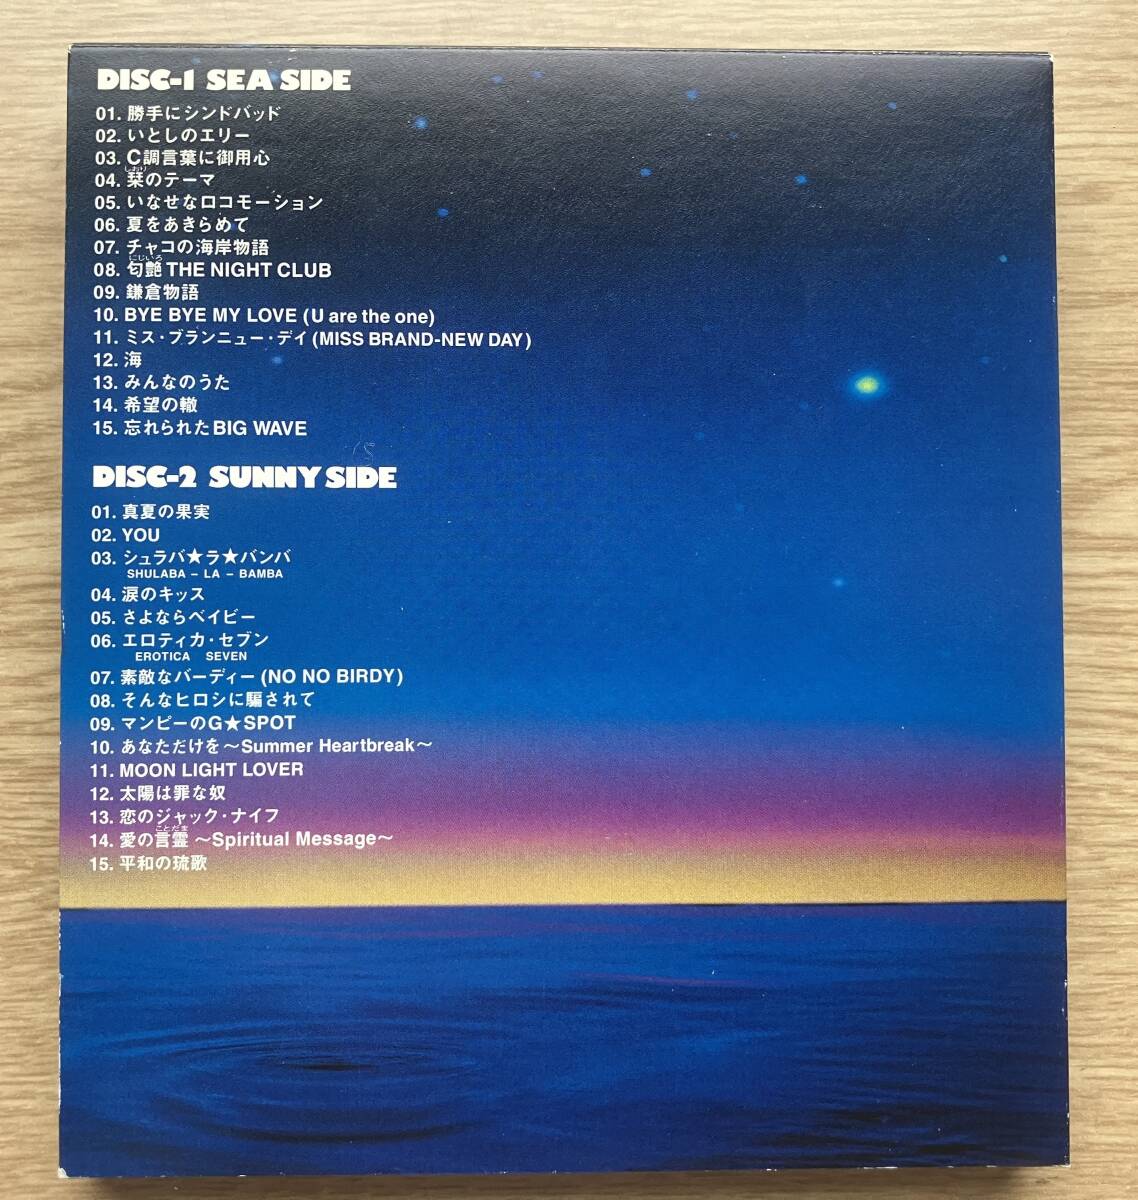 DISC-1 SEA SIDE
01. 勝手にシンドバッド
02. いとしのエリー
03. C調言葉に御用心
しおり
04. 栞のテーマ
05. いなせなロコモーション
06. 夏をあきらめて
07. チャコの海岸物語
にじいろ
08. 匂艶 THE NIGHT CLUB
09. 鎌倉物語
10. BYE BYE MY LOVE (U are the one)
11. ミス・ブランニュー・デイ (MISS BRAND-NEW DAY)
12. 海
13. みんなのうた
14. 希望の轍
15. 忘れられた BIG WAVE
DISC-2 SUNNY SIDE
01. 真夏の果実
02. YOU
03. シュラバ★ラ★バンバ
SHULABA - LA - BAMBA
04. 涙のキッス
05. さよならベイビー
06. エロティカ・セブン
EROTICA SEVEN
07. 素敵なバーディー (NO NO BIRDY)
08. そんなヒロシに騙されて
09. マンピーのG★SPOT
10. あなただけを～Summer Heartbreak～
11. MOON LIGHT LOVER
12. 太陽は罪な奴
13. 恋のジャック・ナイフ
ことだま
14. 愛の言霊 ～Spiritual Message～
15. 平和の琉歌